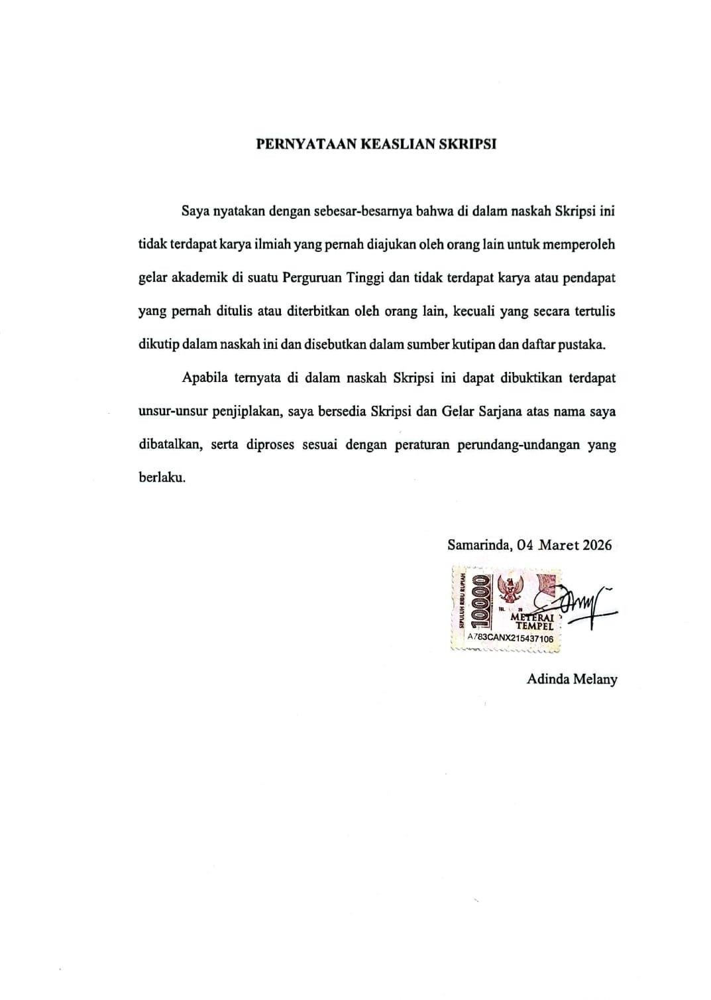 PERNYATAAN KEASLIAN SKRIPSI
Saya nyatakan dengan sebesar-besarnya bahwa di dalam naskah Skripsi ini
tidak terdapat karya ilmiah yang pernah diajukan oleh orang lain untuk memperoleh
gelar akademik di suatu Perguruan Tinggi dan tidak terdapat karya atau pendapat
yang pernah ditulis atau diterbitkan oleh orang lain, kecuali yang secara tertulis
dikutip dalam naskah ini dan disebutkan dalam sumber kutipan dan daftar pustaka.
Apabila ternyata di dalam naskah Skripsi ini dapat dibuktikan terdapat
unsur-unsur penjiplakan, saya bersedia Skripsi dan Gelar Sarjana atas nama saya
dibatalkan, serta diproses sesuai dengan peraturan perundang-undangan yang
berlaku.
Samarinda, 04 Maret 2026
SEPULUH RIBU RUPIAH
10000
TGL. 20
METERAI
TEMPEL
A783CANX215437106
Adinda Melany